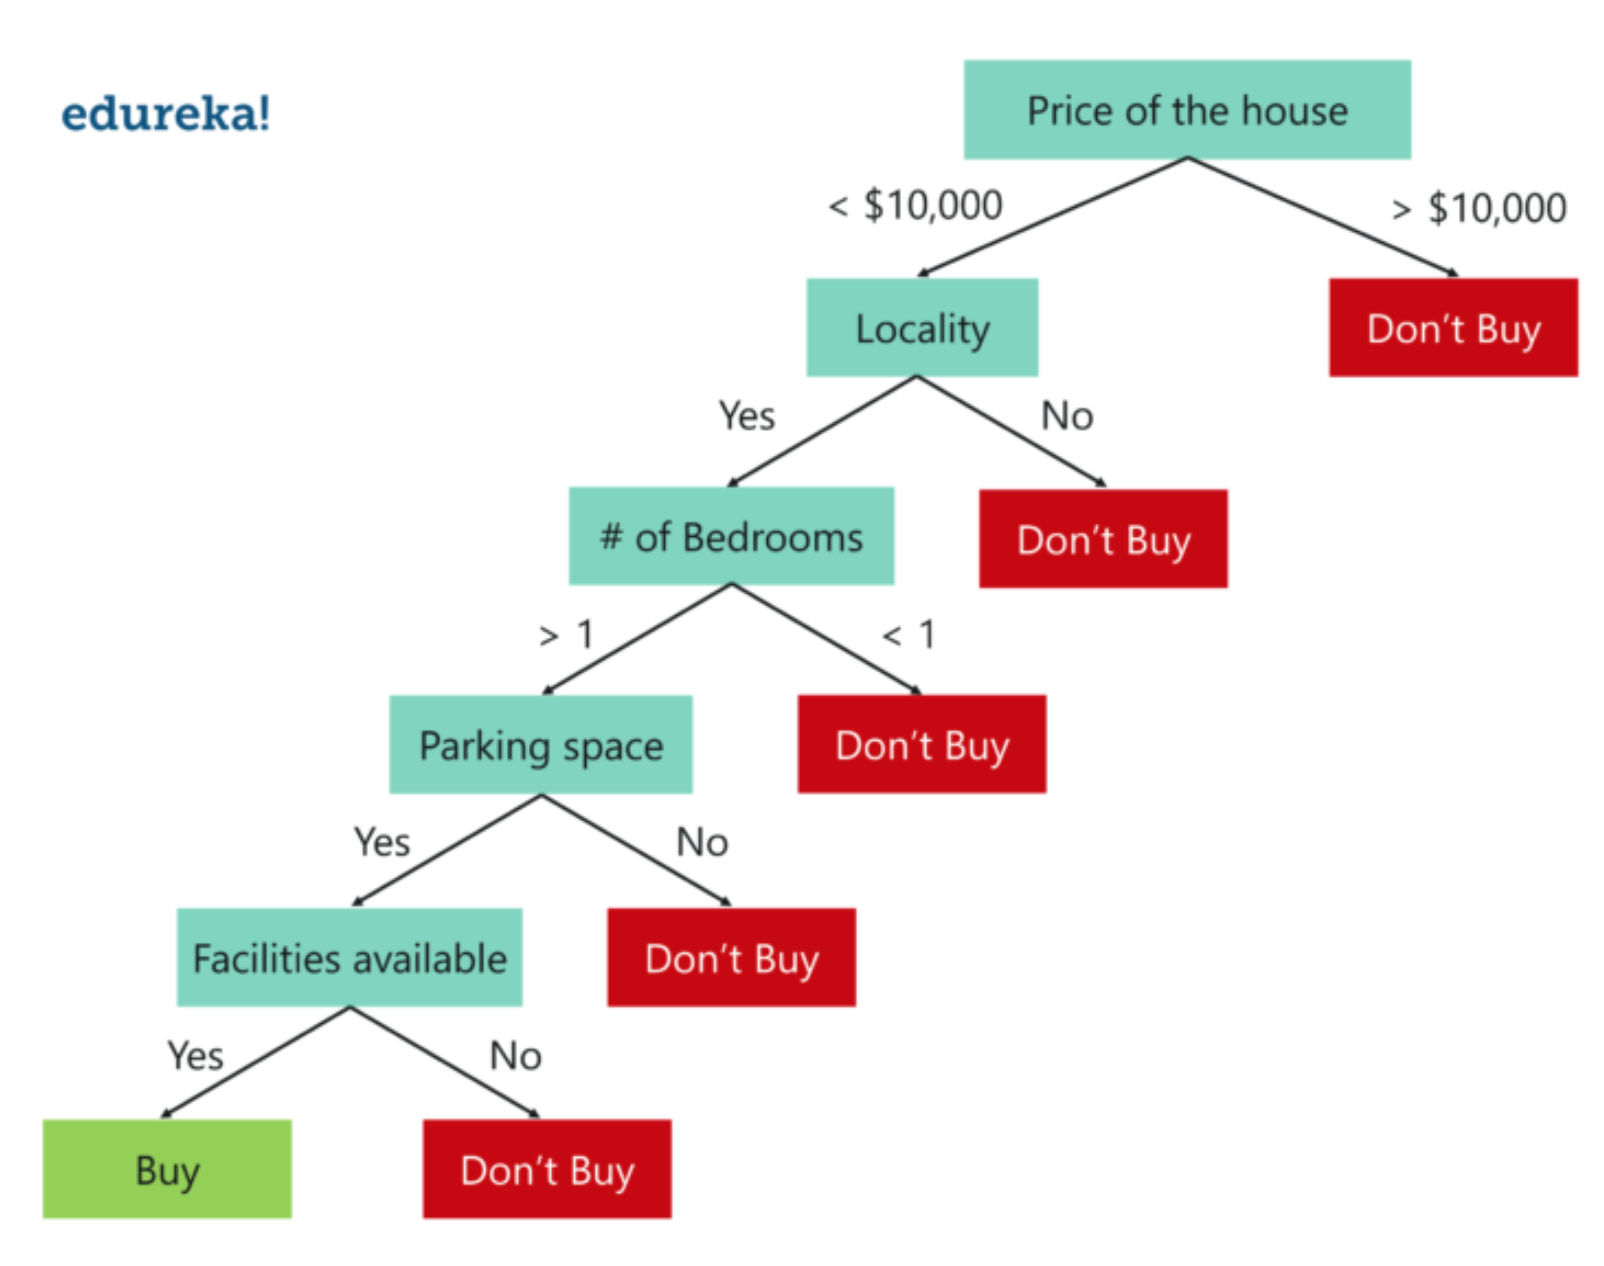 edureka!
Price of the house
< $10,000
> $10,000
Locality
Don't Buy
Yes
No
# of Bedrooms
Don't Buy
> 1
< 1
Parking space
Don't Buy
Yes
No
Facilities available
Don't Buy
Yes
No
Buy
Don't Buy